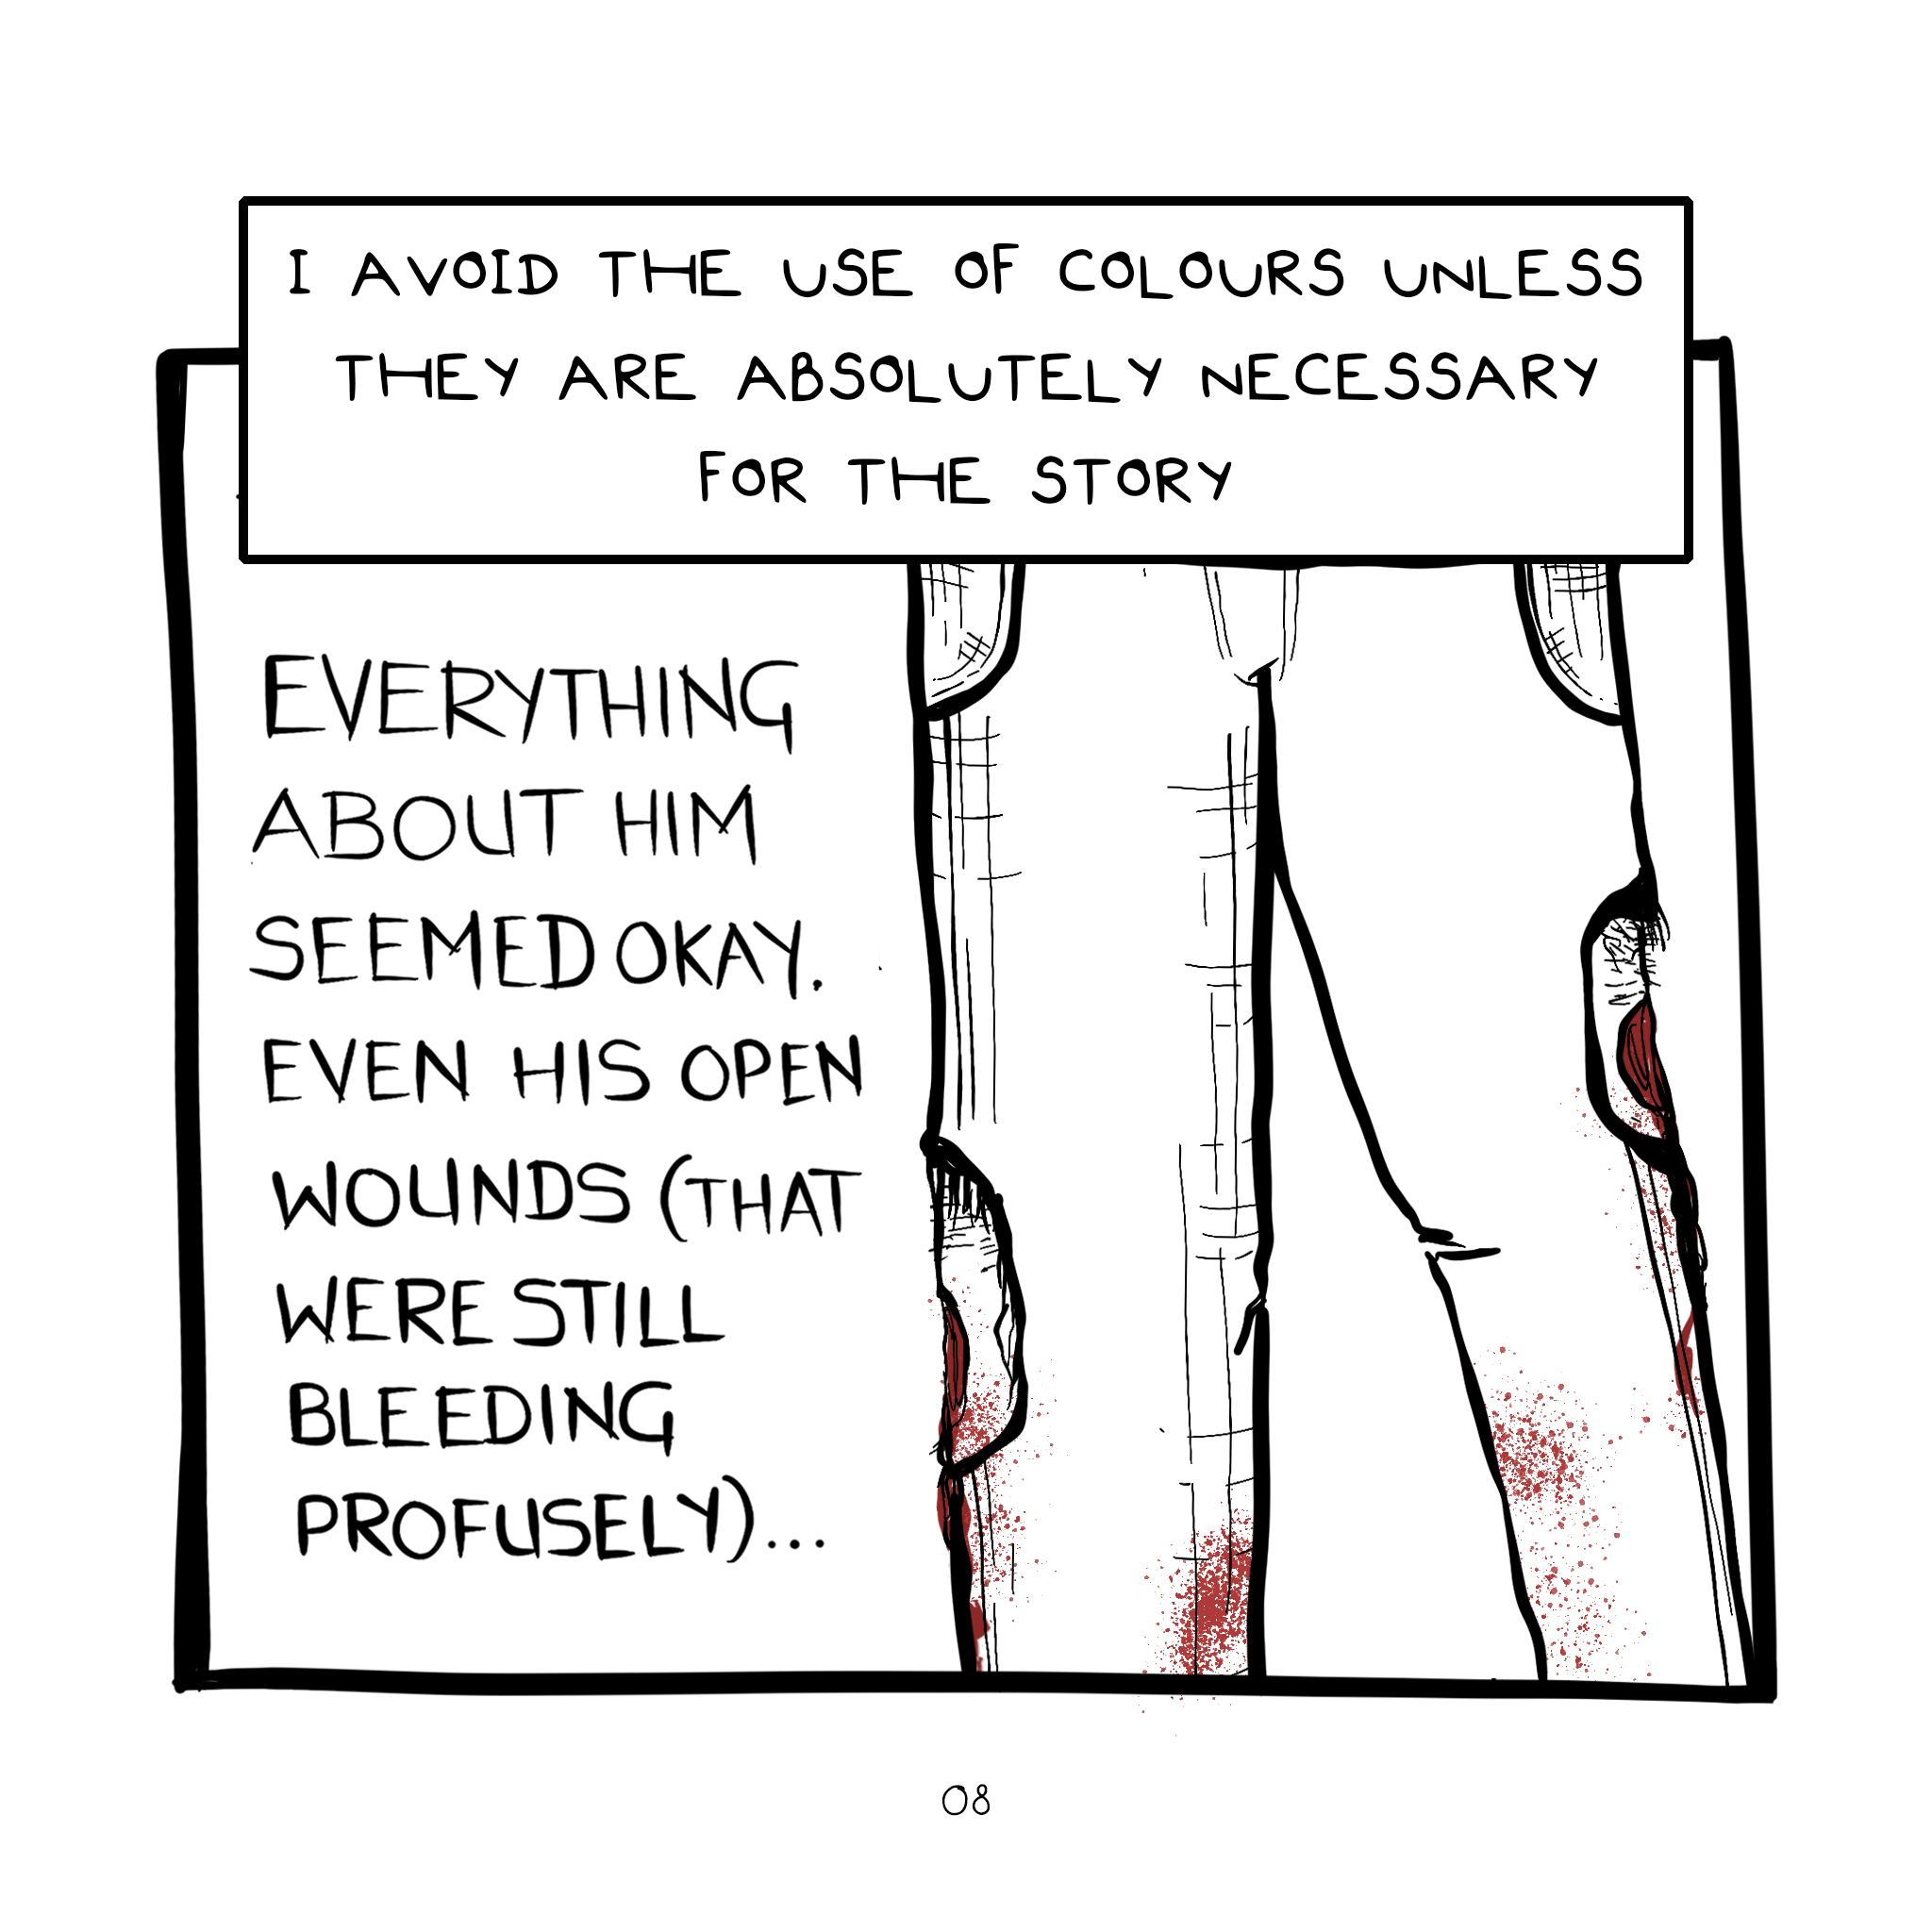 I AVOID THE USE OF COLOURS UNLESS
THEY ARE ABSOLUTELY NECESSARY
FOR THE STORY
EVERYTHING
ABOUT HIM
SEEMED OKAY.
EVEN HIS OPEN
WOUNDS (THAT
WERE STILL
BLEEDING
PROFUSELY)...
08